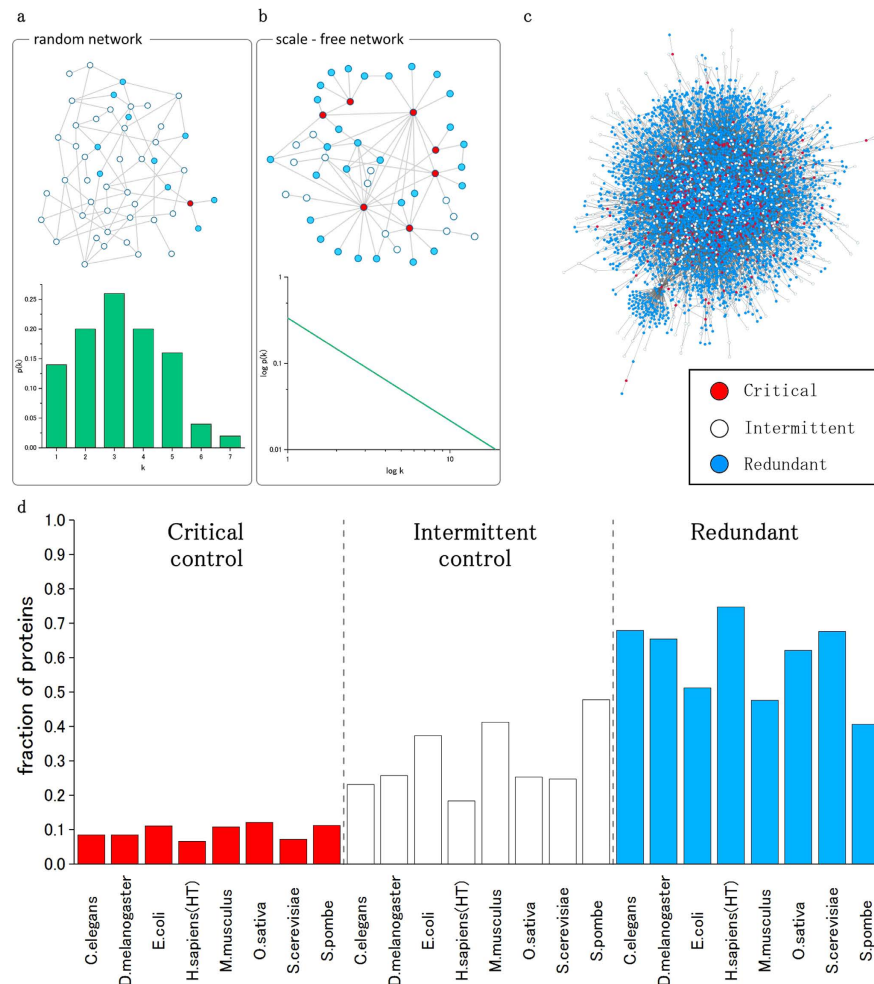 a
random network
0.25
0.20
0.15
0.10
0.05
0.00
p(k)
1 2 3 4 5 6 7
k
b
scale - free network
1
0.1
0.01
log p(k)
1 10
log k
c
Critical
Intermittent
Redundant
d
Critical control
Intermittent control
Redundant
fraction of proteins
1.0
0.9
0.8
0.7
0.6
0.5
0.4
0.3
0.2
0.1
0.0
C.elegans
D.melanogaster
E.coli
H.sapiens(HT)
M.musculus
O.sativa
S.cerevisiae
S.pombe
C.elegans
D.melanogaster
E.coli
H.sapiens(HT)
M.musculus
O.sativa
S.cerevisiae
S.pombe
C.elegans
D.melanogaster
E.coli
H.sapiens(HT)
M.musculus
O.sativa
S.cerevisiae
S.pombe